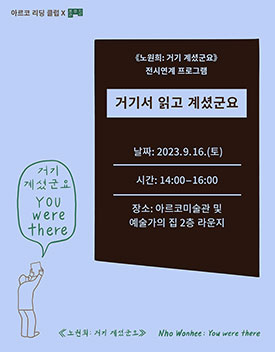 아르코 리딩 클럽 X
《노원희: 거기 계셨군요》
전시연계 프로그램
거기서 읽고 계셨군요
날짜: 2023.9.16.(토)
시간: 14:00−16:00
장소: 아르코미술관 및
예술가의 집 2층 라운지
거기
계셨군요
YOU
were
there
《노원희: 거기 계셨군요》
Nho Wonhee: You were there